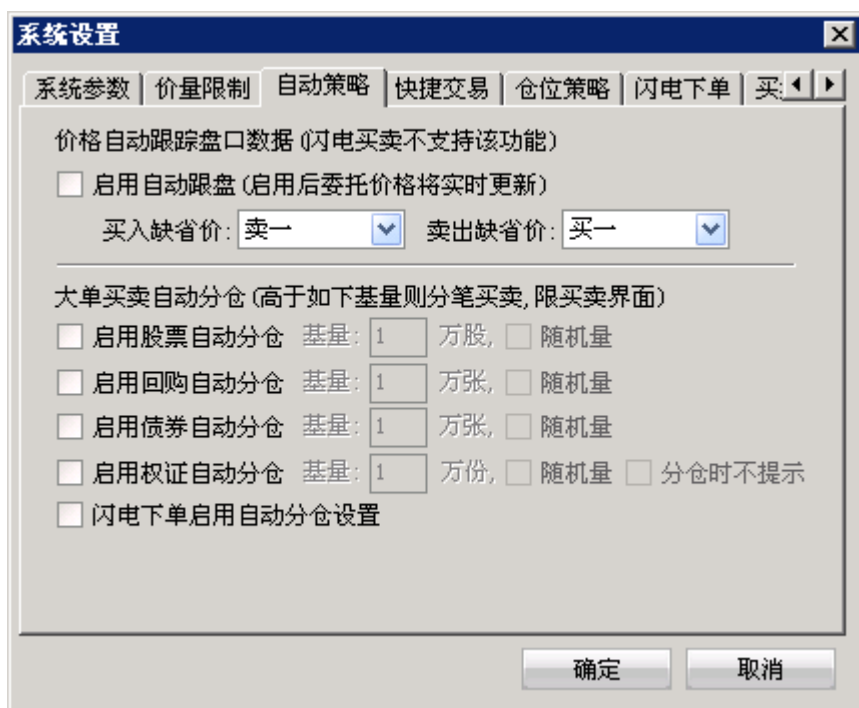 系统设置
系统参数 价量限制 自动策略 快捷交易 仓位策略 闪电下单 买
价格自动跟踪盘口数据(闪电买卖不支持该功能)
启用自动跟盘(启用后委托价格将实时更新)
买入缺省价: 卖一 卖出缺省价: 买一
大单买卖自动分仓(高于如下基量则分笔买卖,限买卖界面)
启用股票自动分仓 基量: 1 万股, 随机量
启用回购自动分仓 基量: 1 万张, 随机量
启用债券自动分仓 基量: 1 万张, 随机量
启用权证自动分仓 基量: 1 万份, 随机量 分仓时不提示
闪电下单启用自动分仓设置
确定 取消